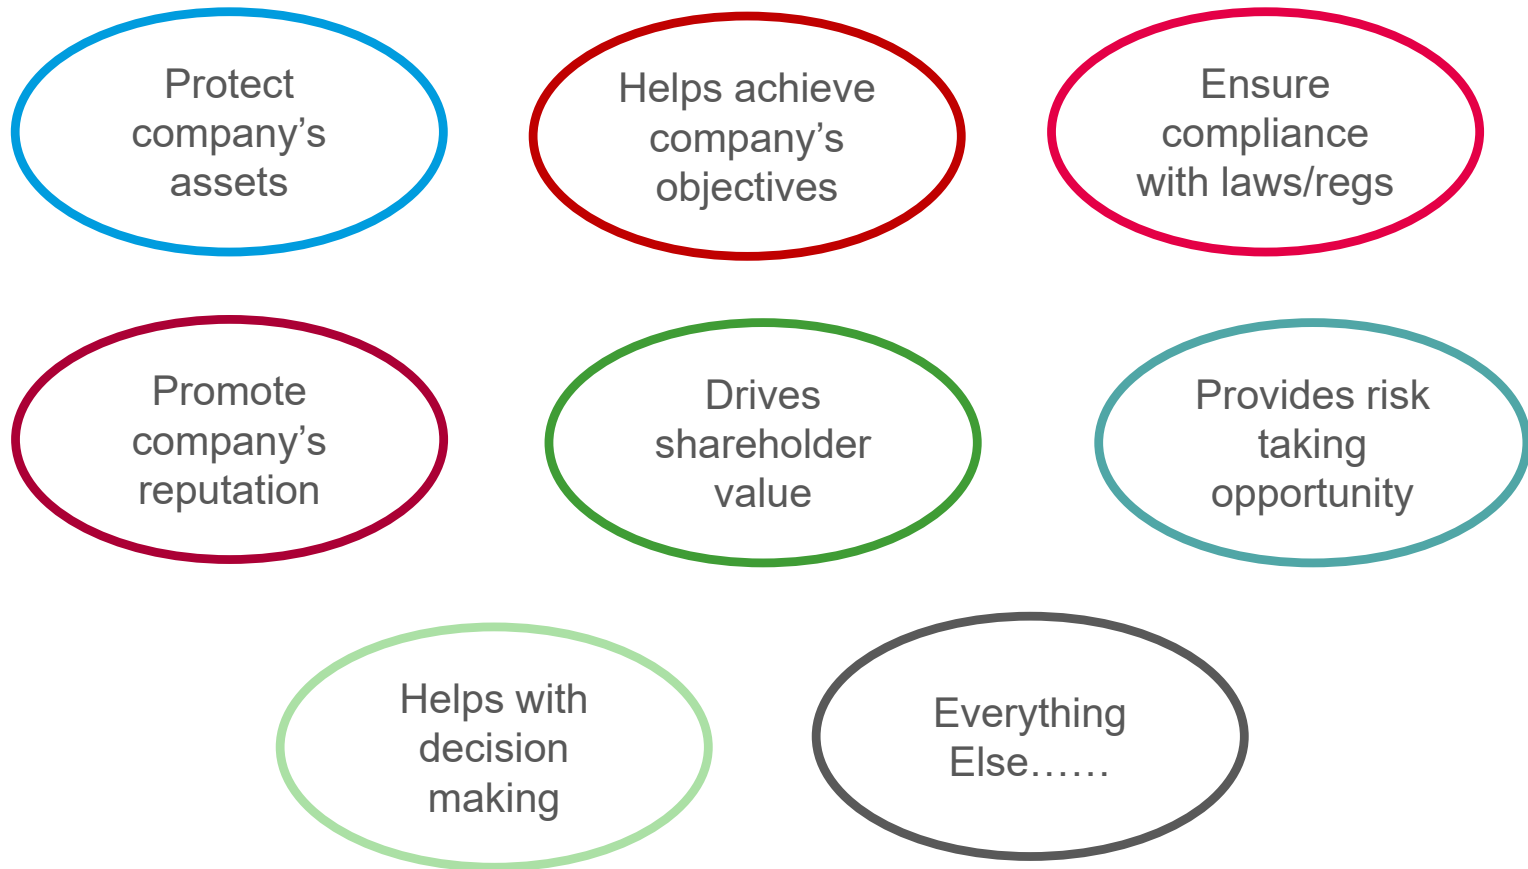 Protect
company’s
assets
Helps achieve
company’s
objectives
Ensure
compliance
with laws/regs
Promote
company’s
reputation
Drives
shareholder
value
Provides risk
taking
opportunity
Helps with
decision
making
Everything
Else……